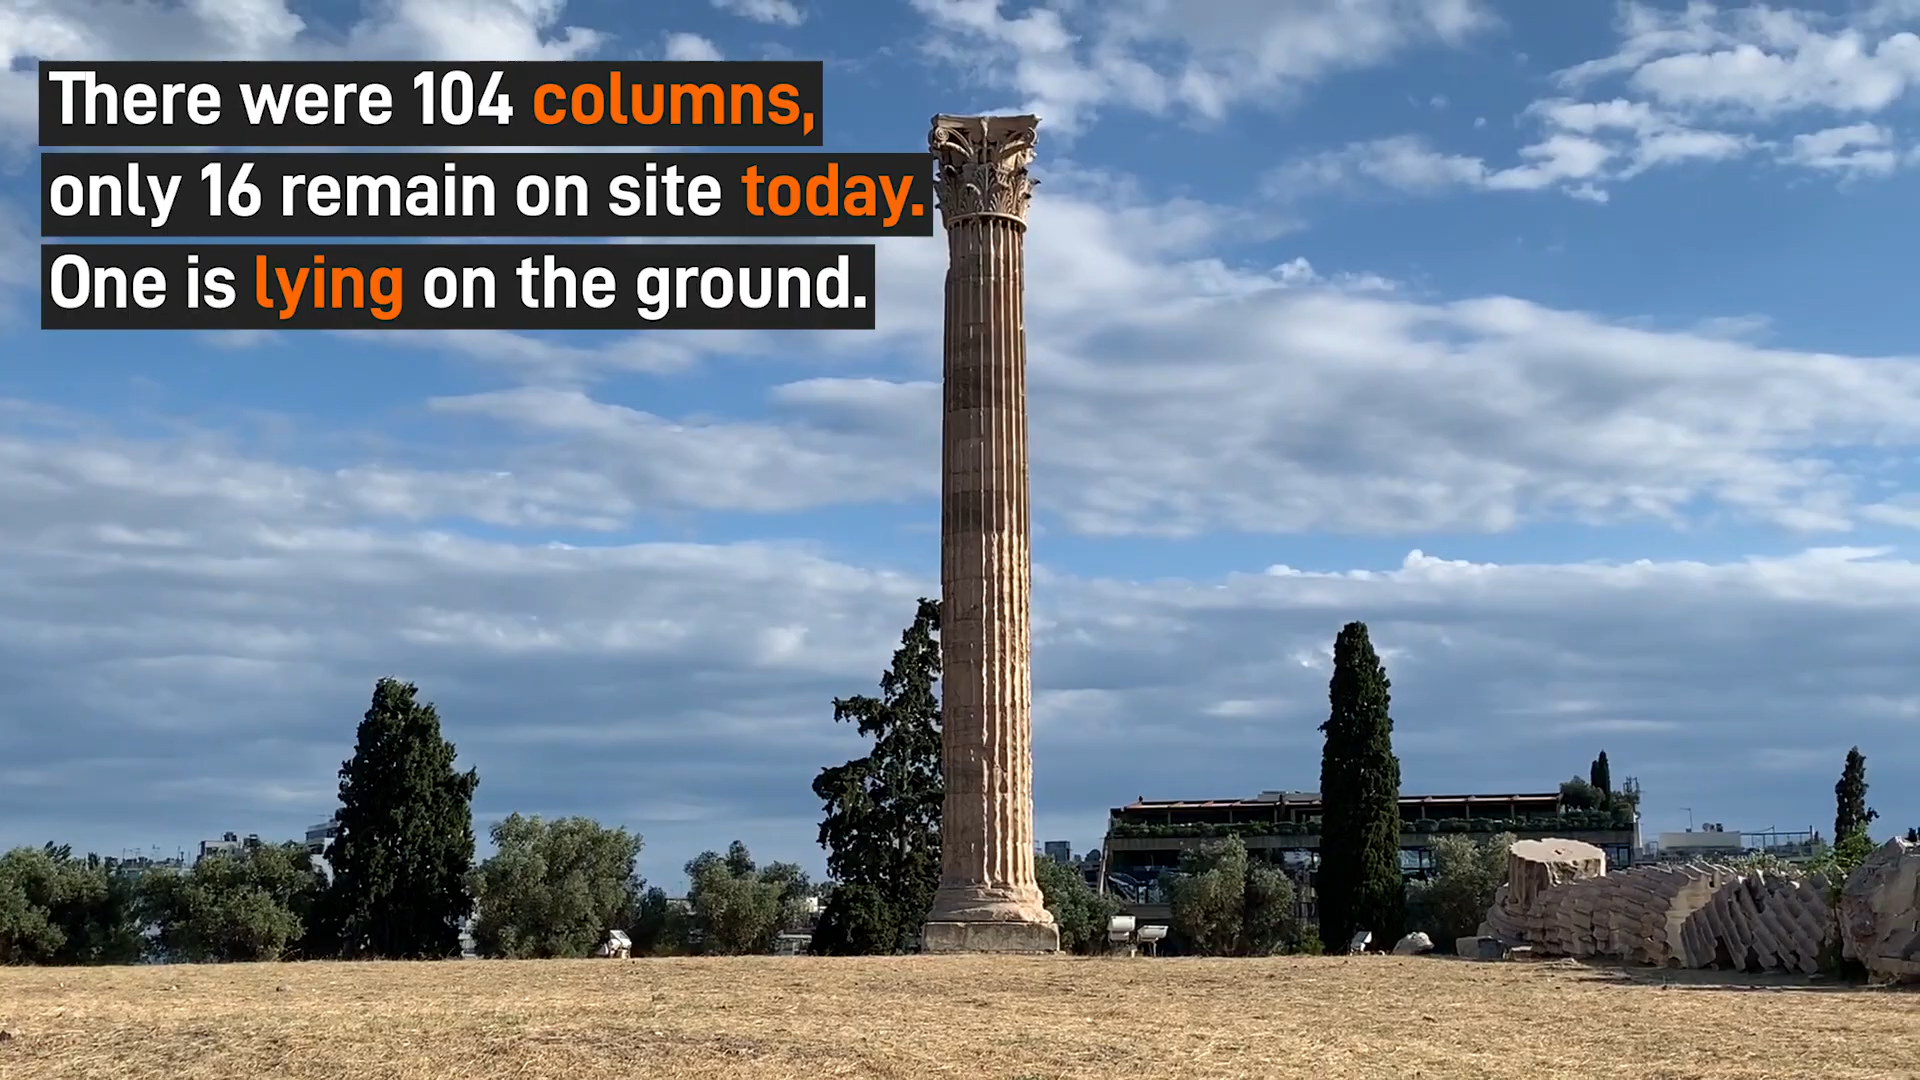 There were 104 columns,
only 16 remain on site today.
One is lying on the ground.